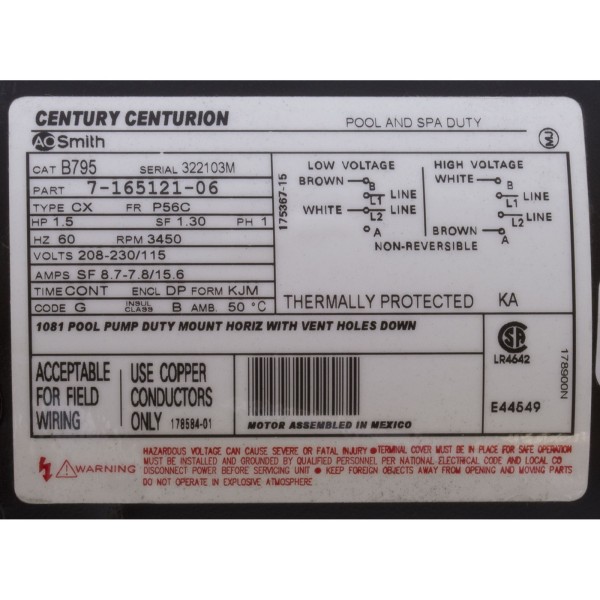 CENTURY CENTURION
POOL AND SPA DUTY
AO Smith
MJ
CAT B795 SERIAL 322103M
PART 7-165121-06
TYPE CX FR P56C
HP 1.5 SF 1.30 PH 1
HZ 60 RPM 3450
VOLTS 208-230/115
AMPS SF 8.7-7.8/15.6
TIME CONT ENCL DP FORM KJM
CODE G INSUL CLASS B AMB. 50 °C
175367-15
LOW VOLTAGE
BROWN B
L1 LINE
WHITE L2 LINE
A
HIGH VOLTAGE
WHITE B
L1 LINE
L2 LINE
BROWN A
NON-REVERSIBLE
THERMALLY PROTECTED KA
1081 POOL PUMP DUTY MOUNT HORIZ WITH VENT HOLES DOWN
SA
LR4642
178900N
ACCEPTABLE
FOR FIELD
WIRING
USE COPPER
CONDUCTORS
ONLY 178584-01
MOTOR ASSEMBLED IN MEXICO
E44549
WARNING
HAZARDOUS VOLTAGE CAN CAUSE SEVERE OR FATAL INJURY ●TERMINAL COVER MUST BE IN PLACE FOR SAFE OPERATION
MUST BE INSTALLED AND GROUNDED BY QUALIFIED PERSONNEL PER NATIONAL ELECTRICAL CODE AND LOCAL CO
DISCONNECT POWER BEFORE SERVICING UNIT ● KEEP FOREIGN OBJECTS AWAY FROM OPENING AND MOVING PARTS
DO NOT OPERATE IN EXPLOSIVE ATMOSPHERE